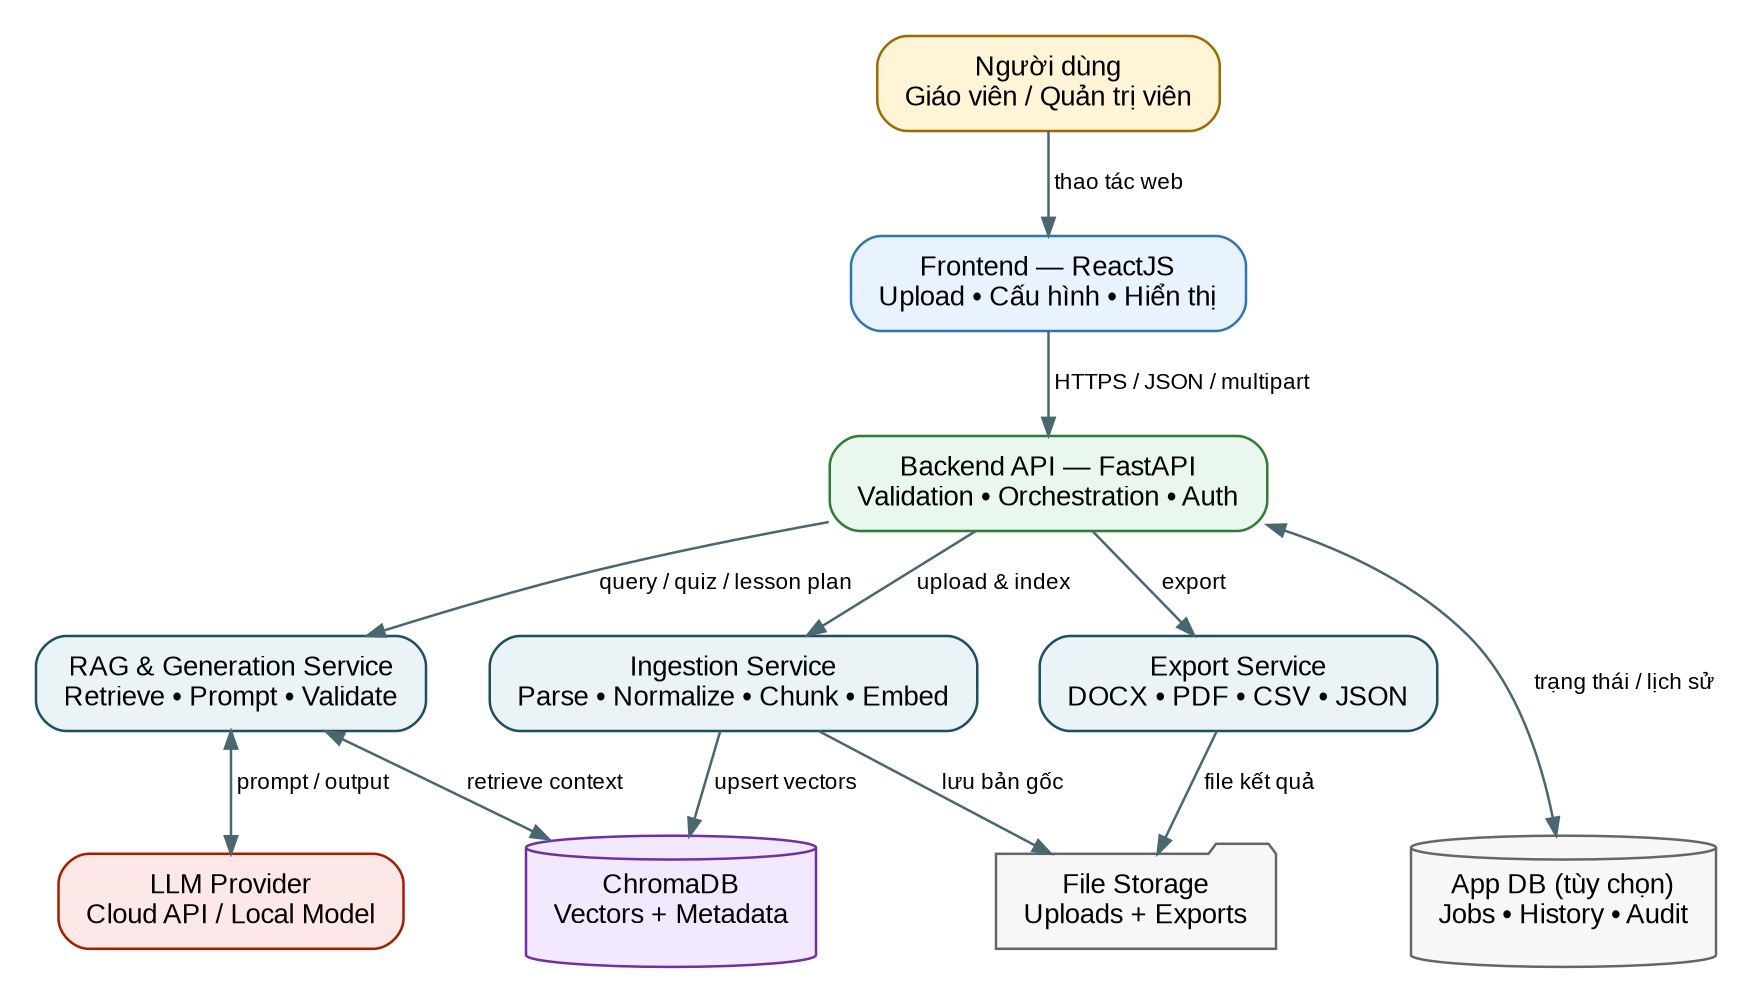 Người dùng
Giáo viên / Quản trị viên
thao tác web
Frontend — ReactJS
Upload • Cấu hình • Hiển thị
HTTPS / JSON / multipart
Backend API — FastAPI
Validation • Orchestration • Auth
query / quiz / lesson plan
upload & index
export
RAG & Generation Service
Retrieve • Prompt • Validate
Ingestion Service
Parse • Normalize • Chunk • Embed
Export Service
DOCX • PDF • CSV • JSON
trạng thái / lịch sử
prompt / output
retrieve context
upsert vectors
lưu bản gốc
file kết quả
LLM Provider
Cloud API / Local Model
ChromaDB
Vectors + Metadata
File Storage
Uploads + Exports
App DB (tùy chọn)
Jobs • History • Audit